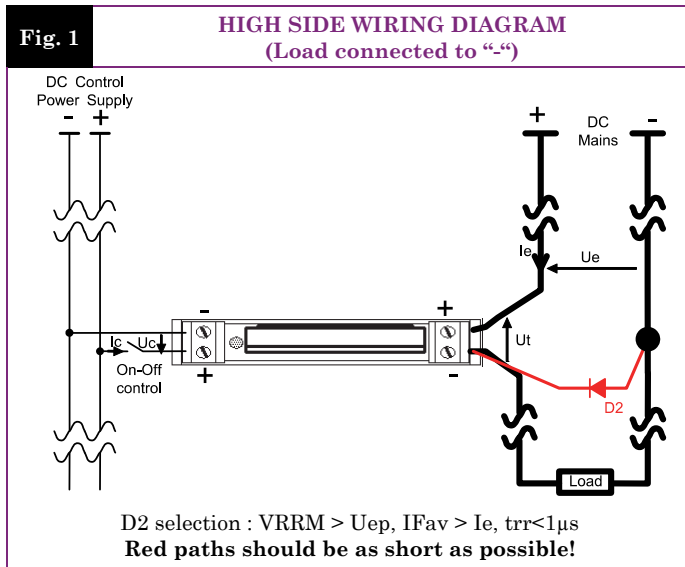 Fig. 1
HIGH SIDE WIRING DIAGRAM
(Load connected to “-“)
DC Control
Power Supply
- +
+ DC -
Mains
Ie
Ue
- +
Ic Uc
Ut
On-Off
control
+ -
D2
Load
D2 selection : VRRM > Uep, IFav > Ie, trr<1µs
Red paths should be as short as possible!